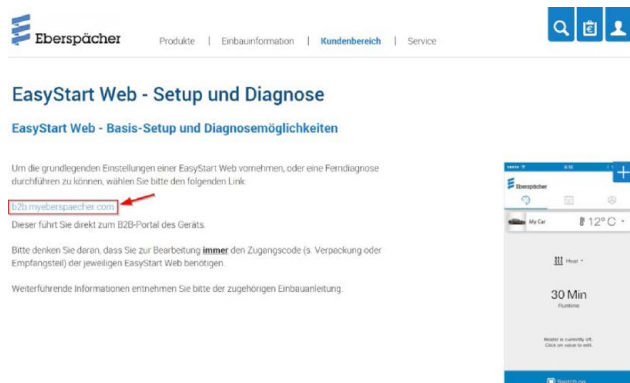 Eberspächer
Produkte | Einbauinformation | Kundenbereich | Service
EasyStart Web - Setup und Diagnose
EasyStart Web - Basis-Setup und Diagnosemöglichkeiten
Um die grundlegenden Einstellungen einer EasyStart Web vornehmen, oder eine Ferndiagnose
durchführen zu können, wählen Sie bitte den folgenden Link:
b2b.myeberspaecher.com
Dieser führt Sie direkt zum B2B-Portal des Geräts.
Bitte denken Sie daran, dass Sie zur Bearbeitung immer den Zugangscode (s. Verpackung oder
Empfangsteil) der jeweiligen EasyStart Web benötigen.
Weiterführende Informationen entnehmen Sie bitte der zugehörigen Einbauanleitung.
Eberspächer
My Car 12°C
Heat
30 Min
Runtime
Heater is currently off.
Click on value to edit.